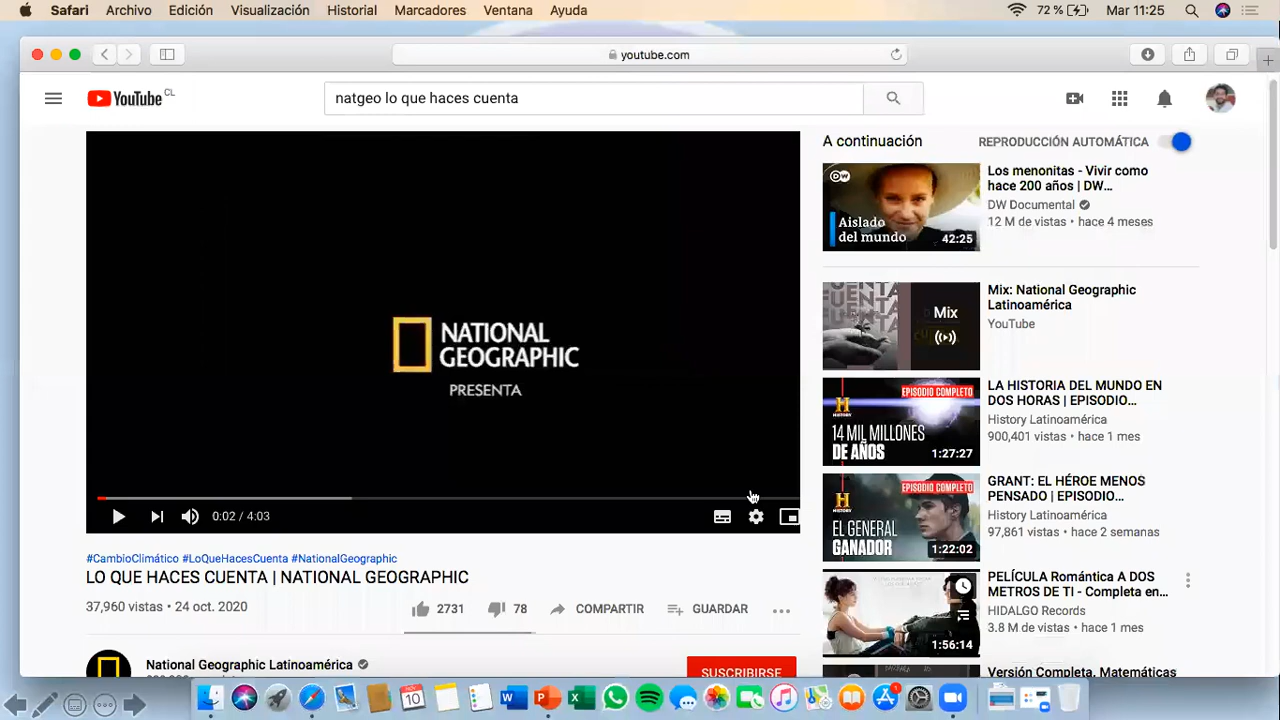 Safari Archivo Edición Visualización Historial Marcadores Ventana Ayuda 72 % Mar 11:25
youtube.com
YouTube CL
natgeo lo que haces cuenta
NATIONAL
GEOGRAPHIC
PRESENTA
0:02 / 4:03
#CambioClimático #LoQueHacesCuenta #NationalGeographic
LO QUE HACES CUENTA | NATIONAL GEOGRAPHIC
37,960 vistas • 24 oct. 2020
2731 78 COMPARTIR GUARDAR
National Geographic Latinoamérica
SUSCRIBIRSE
A continuación REPRODUCCIÓN AUTOMÁTICA
DW
Aislado
del mundo
42:25
Los menonitas - Vivir como
hace 200 años | DW...
DW Documental
12 M de vistas • hace 4 meses
Mix
Mix: National Geographic
Latinoamérica
YouTube
EPISODIO COMPLETO
H
HISTORY
14 MIL MILLONES
DE AÑOS
1:27:27
LA HISTORIA DEL MUNDO EN
DOS HORAS | EPISODIO...
History Latinoamérica
900,401 vistas • hace 1 mes
EPISODIO COMPLETO
H
HISTORY
EL GENERAL
GANADOR
1:22:02
GRANT: EL HÉROE MENOS
PENSADO | EPISODIO...
History Latinoamérica
97,861 vistas • hace 2 semanas
1:56:14
PELÍCULA Romántica A DOS
METROS DE TI - Completa en...
HIDALGO Records
3.8 M de vistas • hace 1 mes
Versión Completa, Matemáticas
NOV
10
W P X
1